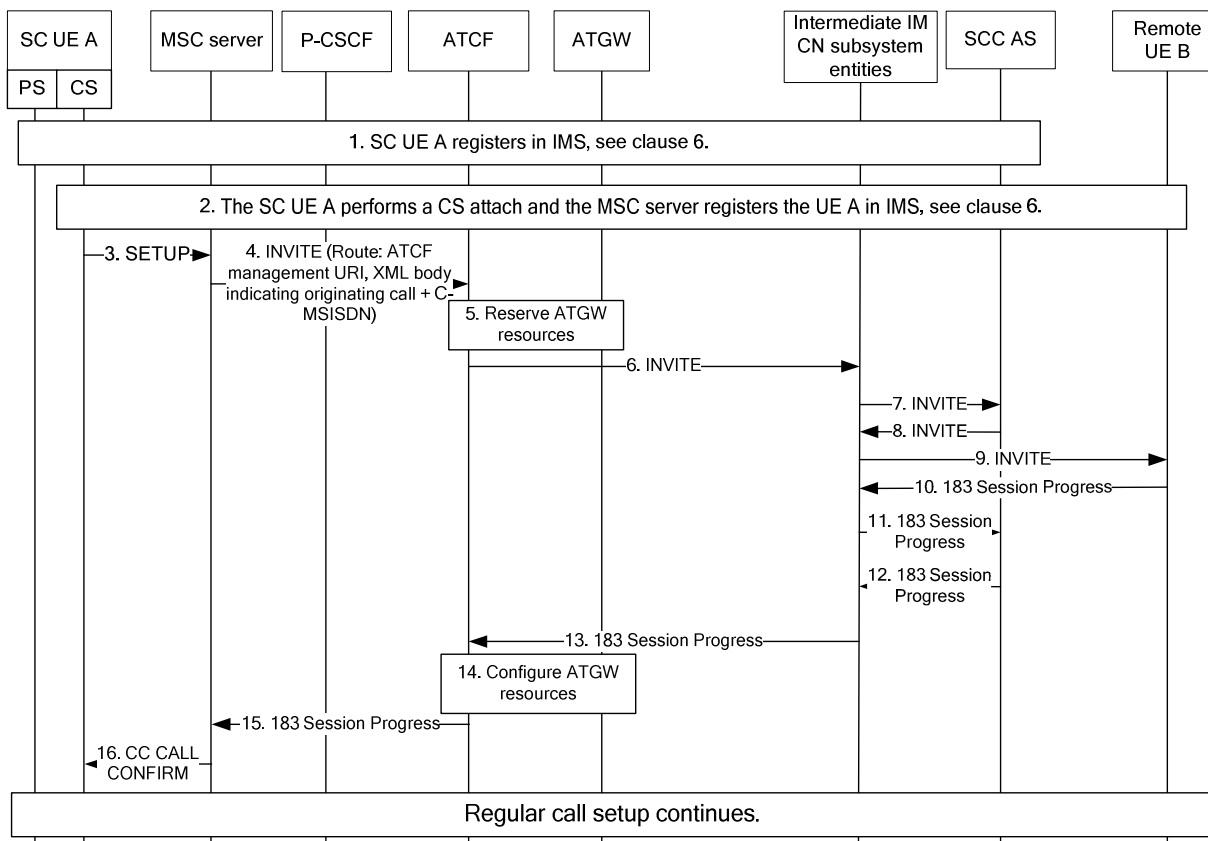 SC UE A
PS
CS
MSC server
P-CSCF
ATCF
ATGW
Intermediate IM
CN subsystem
entities
SCC AS
Remote
UE B
1. SC UE A registers in IMS, see clause 6.
2. The SC UE A performs a CS attach and the MSC server registers the UE A in IMS, see clause 6.
3. SETUP
4. INVITE (Route: ATCF
management URI, XML body
indicating originating call + C-
MSISDN)
5. Reserve ATGW
resources
6. INVITE
7. INVITE
8. INVITE
9. INVITE
10. 183 Session Progress
11. 183 Session
Progress
12. 183 Session
Progress
13. 183 Session Progress
14. Configure ATGW
resources
15. 183 Session Progress
16. CC CALL
CONFIRM
Regular call setup continues.